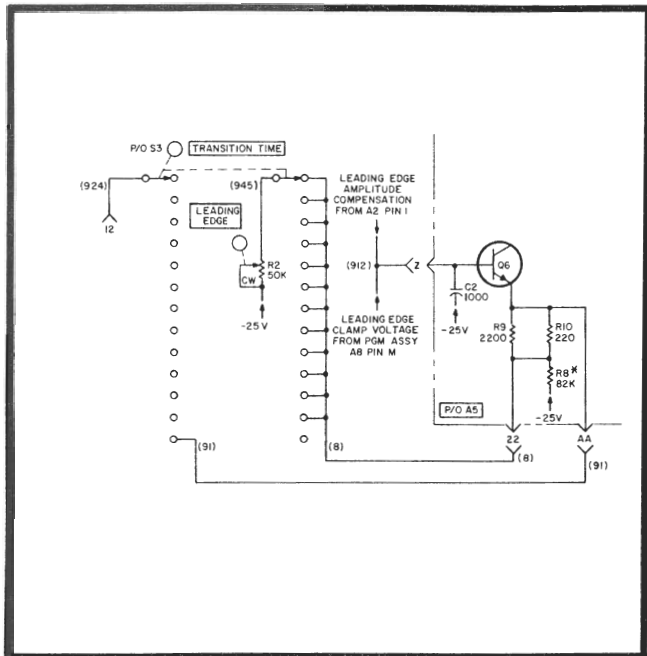 P/O S3
TRANSITION TIME
(924)
12
(945)
LEADING
EDGE
R2
50K
CW
-25V
LEADING EDGE
AMPLITUDE
COMPENSATION
FROM A2 PIN 1
(912)
Z
Q6
C2
1000
-25V
LEADING EDGE
CLAMP VOLTAGE
FROM PGM ASSY
A8 PIN M
R9
2200
R10
220
R8*
82K
-25V
P/O A5
22
AA
(91)
(8)
(8)
(91)